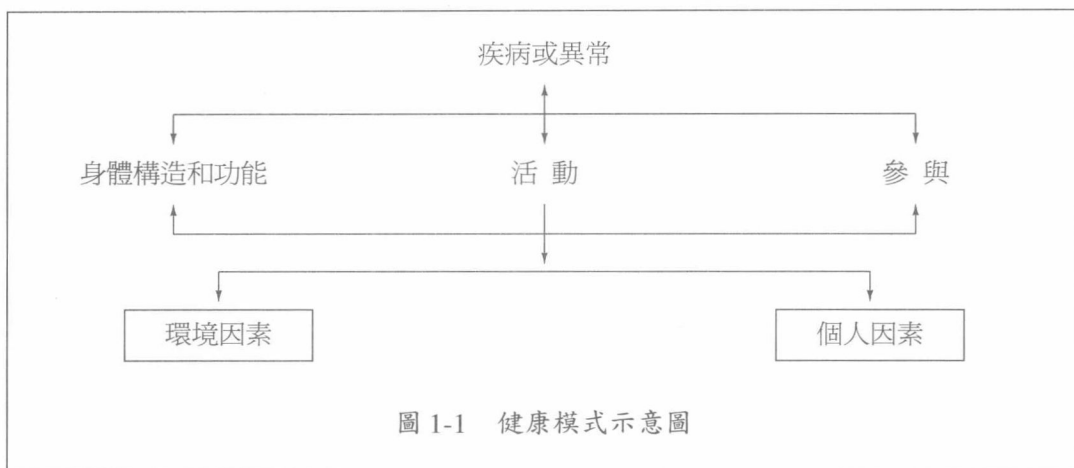 疾病或異常
身體構造和功能 活動 參與
環境因素 個人因素
圖 1-1 健康模式示意圖